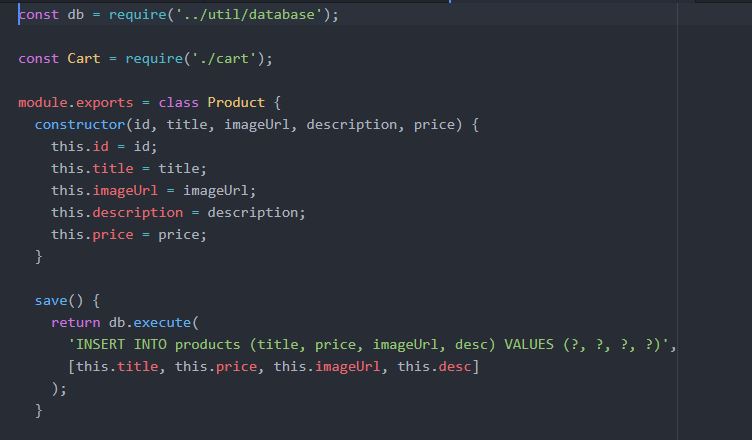 const db = require('../util/database');
const Cart = require('./cart');
module.exports = class Product {
constructor(id, title, imageUrl, description, price) {
this.id = id;
this.title = title;
this.imageUrl = imageUrl;
this.description = description;
this.price = price;
}
save() {
return db.execute(
'INSERT INTO products (title, price, imageUrl, desc) VALUES (?, ?, ?, ?)',
[this.title, this.price, this.imageUrl, this.desc]
);
}